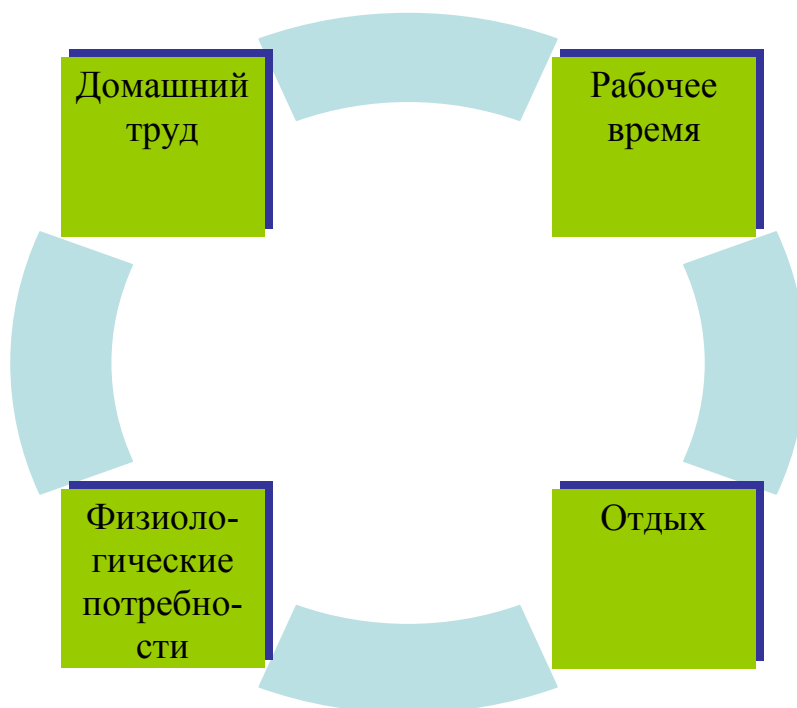 Домашний
труд
Рабочее
время
Физиоло-
гические
потребно-
сти
Отдых